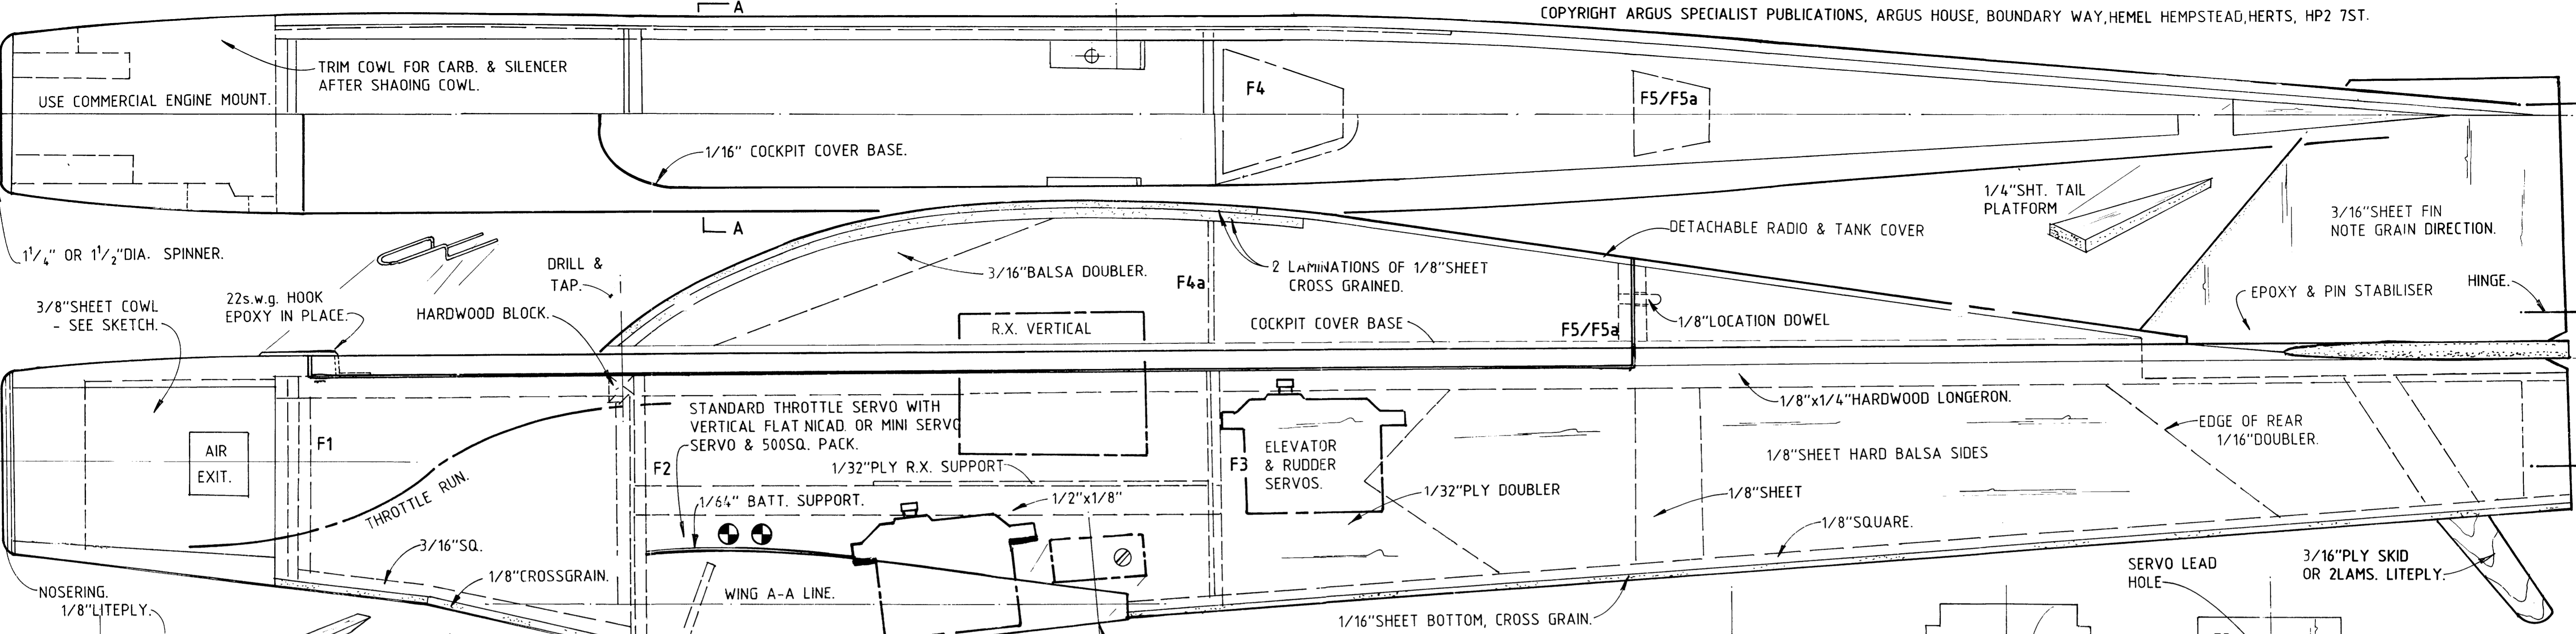 A
COPYRIGHT ARGUS SPECIALIST PUBLICATIONS, ARGUS HOUSE, BOUNDARY WAY, HEMEL HEMPSTEAD, HERTS, HP2 7ST.
TRIM COWL FOR CARB. & SILENCER
AFTER SHAOING COWL.
USE COMMERCIAL ENGINE MOUNT.
F4
F5/F5a
1/16" COCKPIT COVER BASE.
1/4"SHT. TAIL
PLATFORM
3/16"SHEET FIN
NOTE GRAIN DIRECTION.
A
1 1/4" OR 1 1/2"DIA. SPINNER.
DETACHABLE RADIO & TANK COVER
DRILL &
TAP.
3/16"BALSA DOUBLER.
2 LAMINATIONS OF 1/8"SHEET
CROSS GRAINED.
F4a
HINGE.
EPOXY & PIN STABILISER
3/8"SHEET COWL
- SEE SKETCH.
22s.w.g. HOOK
EPOXY IN PLACE.
HARDWOOD BLOCK.
R.X. VERTICAL
COCKPIT COVER BASE
F5/F5a
1/8"LOCATION DOWEL
1/8"x1/4"HARDWOOD LONGERON.
STANDARD THROTTLE SERVO WITH
VERTICAL FLAT NICAD. OR MINI SERVO
SERVO & 500SQ. PACK.
EDGE OF REAR
1/16"DOUBLER.
AIR
EXIT.
F1
F2
F3
ELEVATOR
& RUDDER
SERVOS.
1/8"SHEET HARD BALSA SIDES
1/32"PLY R.X. SUPPORT
THROTTLE RUN.
1/64" BATT. SUPPORT.
1/2"x1/8"
1/32"PLY DOUBLER
1/8"SHEET
1/8"SQUARE.
3/16"SQ.
1/8"CROSSGRAIN.
SERVO LEAD
HOLE
3/16"PLY SKID
OR 2LAMS. LITEPLY.
NOSERING.
1/8"LITEPLY.
WING A-A LINE.
1/16"SHEET BOTTOM, CROSS GRAIN.